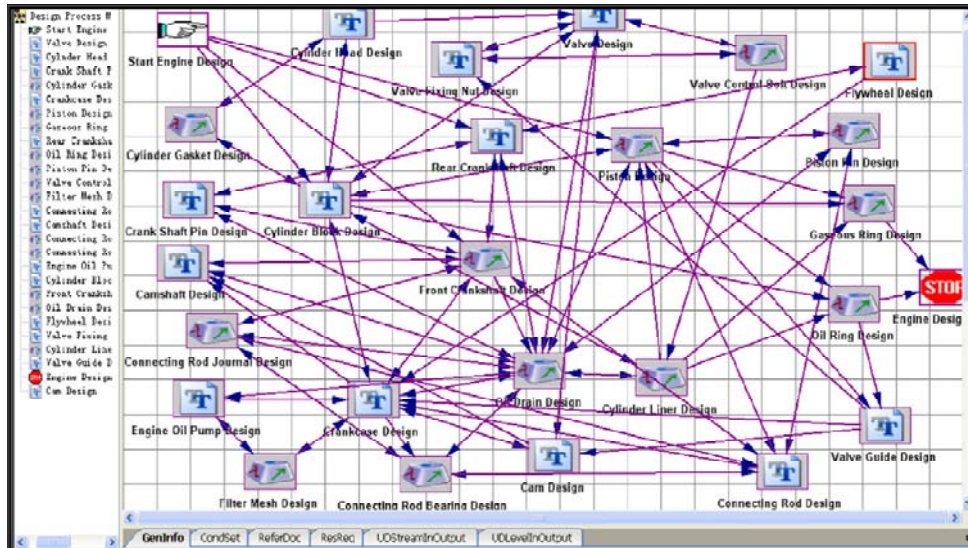 Design Process M
Start Engine
Valve Design
Cylnder Head
Crank Shaft P
Cylinder Gask
Crankcase Des
Piston Design
Gaseous Ring
Rear Cranksha
Oil Ring Desi
Piston Pin De
Valve Control
Filter Mesh D
Connecting Ro
Camshaft Desi
Connecting Ro
Connecting Ro
Engine Oil Pu
Cylinder Bloc
Front Cranksh
Oil Drain Des
Flywheel Desi
Valve Fixing
Cylinder Line
Valve Guide D
Engine Design
Cam Design
Start Engine Design
Cylinder Head Design
Valve Design
Valve Fixing Nut Design
Valve Control Bolt Design
Flywheel Design
Cylinder Gasket Design
Rear Crankshaft Design
Piston Design
Piston Pin Design
Crank Shaft Pin Design
Cylinder Block Design
Gaseous Ring Design
Camshaft Design
Front Crankshaft Design
STOP
Engine Desig
Oil Ring Design
Connecting Rod Journal Design
Oil Drain Design
Cylinder Liner Design
Engine Oil Pump Design
Crankcase Design
Valve Guide Design
Cam Design
Filter Mesh Design
Connecting Rod Bearing Design
Connecting Rod Design
GenInfo
CondSet
ReferDoc
ResReq
UDStreamInOutput
UDLevelInOutput